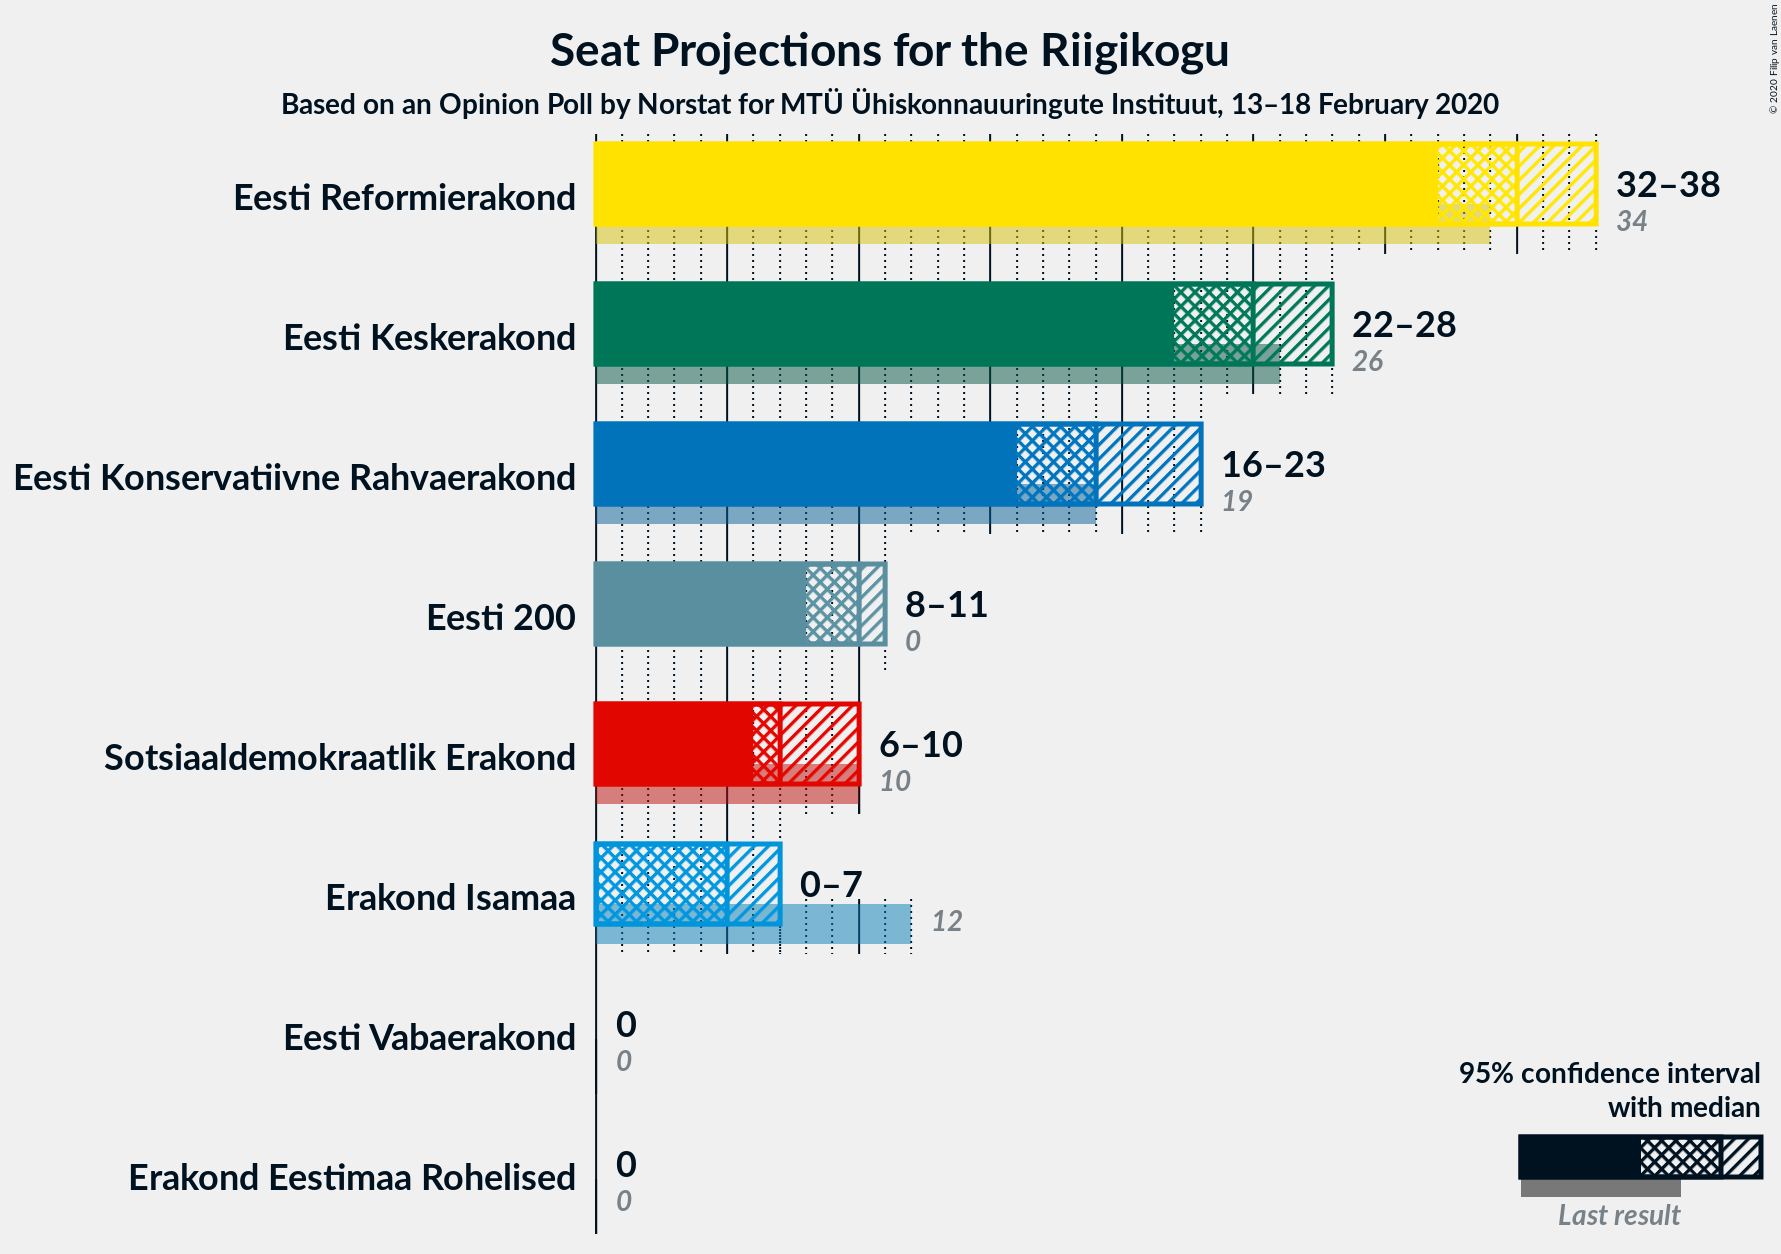 Seat Projections for the Riigikogu
Based on an Opinion Poll by Norstat for MTÜ Ühiskonnauuringute Instituut, 13–18 February 2020
© 2020 Filip van Laenen
Eesti Reformierakond
32–38
34
Eesti Keskerakond
22–28
26
Eesti Konservatiivne Rahvaerakond
16–23
19
Eesti 200
8–11
0
Sotsiaaldemokraatlik Erakond
6–10
10
Erakond Isamaa
0–7
12
Eesti Vabaerakond
0
0
Erakond Eestimaa Rohelised
0
0
95% confidence interval
with median
Last result